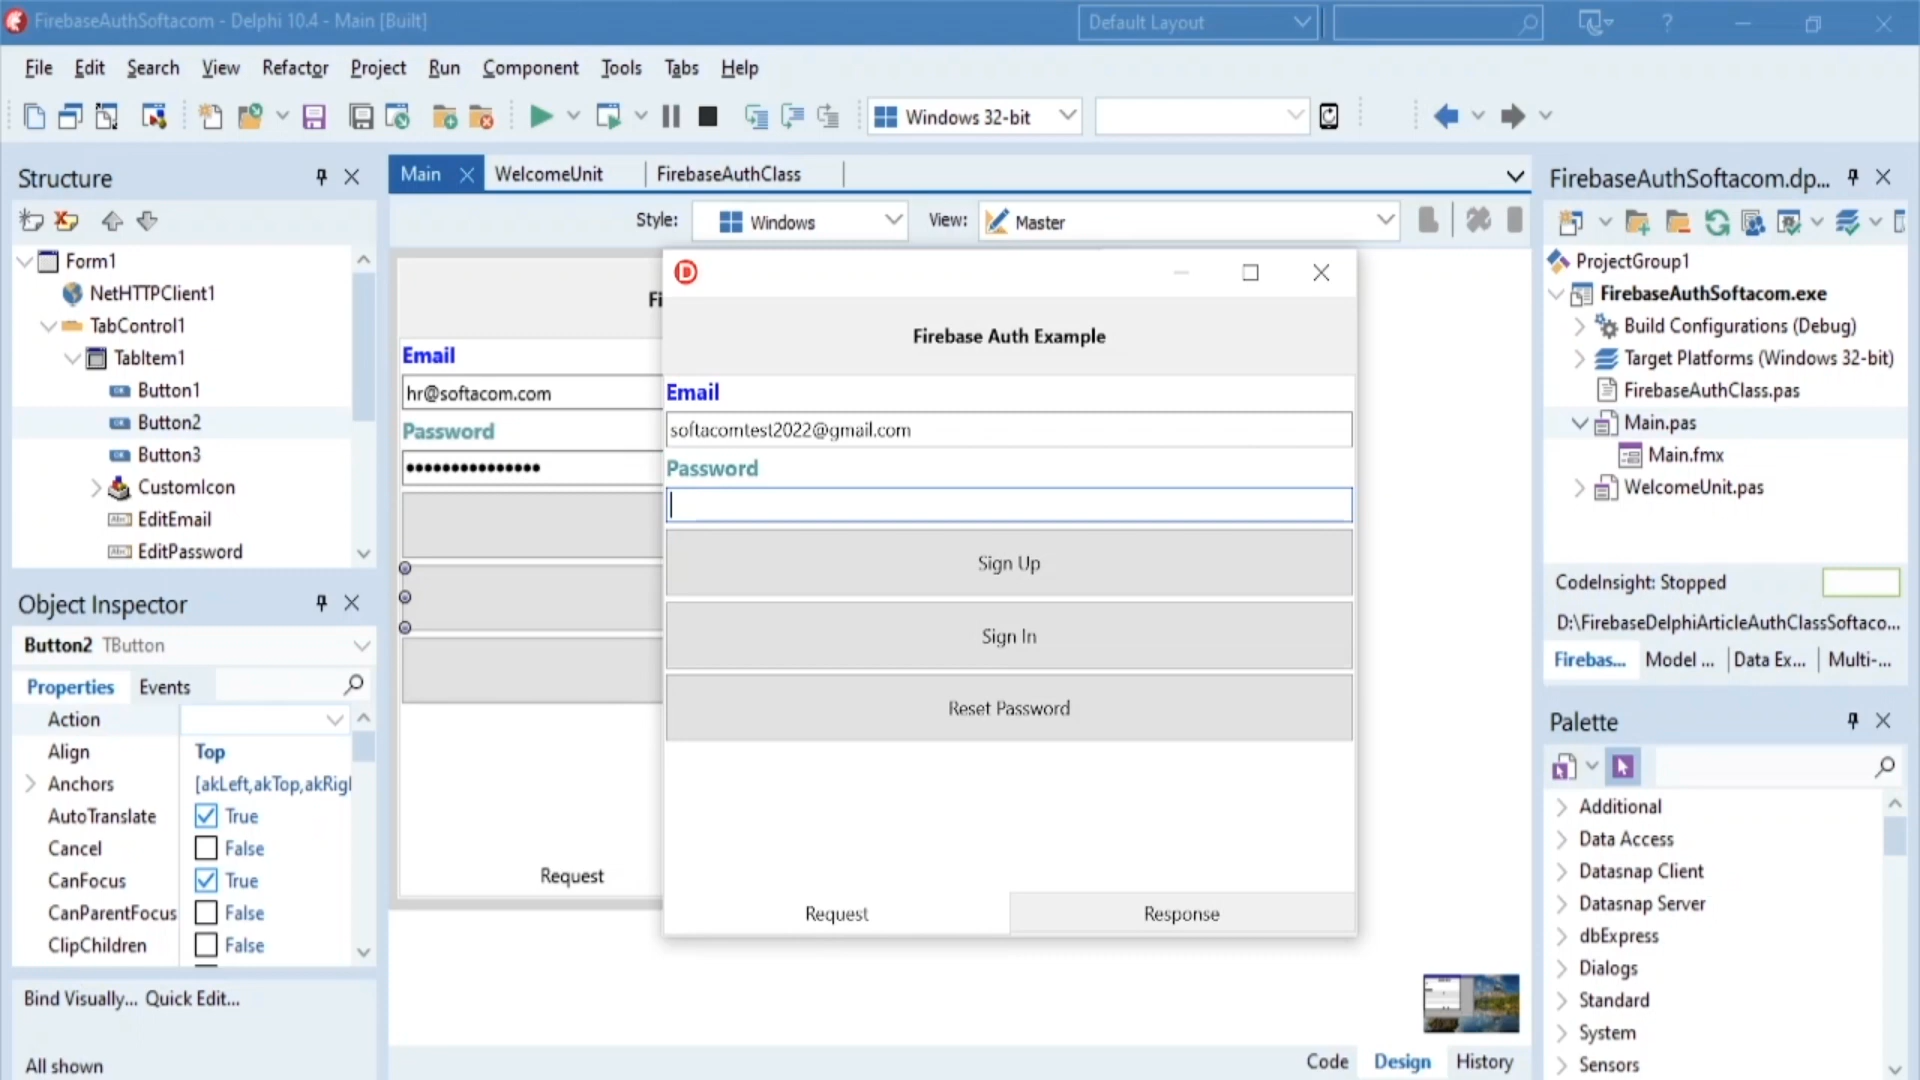 FirebaseAuthSoftacom - Delphi 10.4 - Main [Built]
Default Layout
?
File Edit Search View Refactor Project Run Component Tools Tabs Help
Windows 32-bit
Structure
Form1
NetHTTPClient1
TabControl1
TabItem1
Button1
Button2
Button3
CustomIcon
EditEmail
EditPassword
Object Inspector
Button2 TButton
Properties Events
Action
Align Top
Anchors [akLeft,akTop,akRigl
AutoTranslate True
Cancel False
CanFocus True
CanParentFocus False
ClipChildren False
Bind Visually... Quick Edit...
All shown
Main WelcomeUnit FirebaseAuthClass
Style: Windows View: Master
Fi
Email
hr@softacom.com
Password
Request
Firebase Auth Example
Email
softacomtest2022@gmail.com
Password
Sign Up
Sign In
Reset Password
Request Response
Code Design History
FirebaseAuthSoftacom.dp...
ProjectGroup1
FirebaseAuthSoftacom.exe
Build Configurations (Debug)
Target Platforms (Windows 32-bit)
FirebaseAuthClass.pas
Main.pas
Main.fmx
WelcomeUnit.pas
CodeInsight: Stopped
D:\FirebaseDelphiArticleAuthClassSoftaco...
Firebas... Model ... Data Ex... Multi-...
Palette
Additional
Data Access
Datasnap Client
Datasnap Server
dbExpress
Dialogs
Standard
System
Sensors